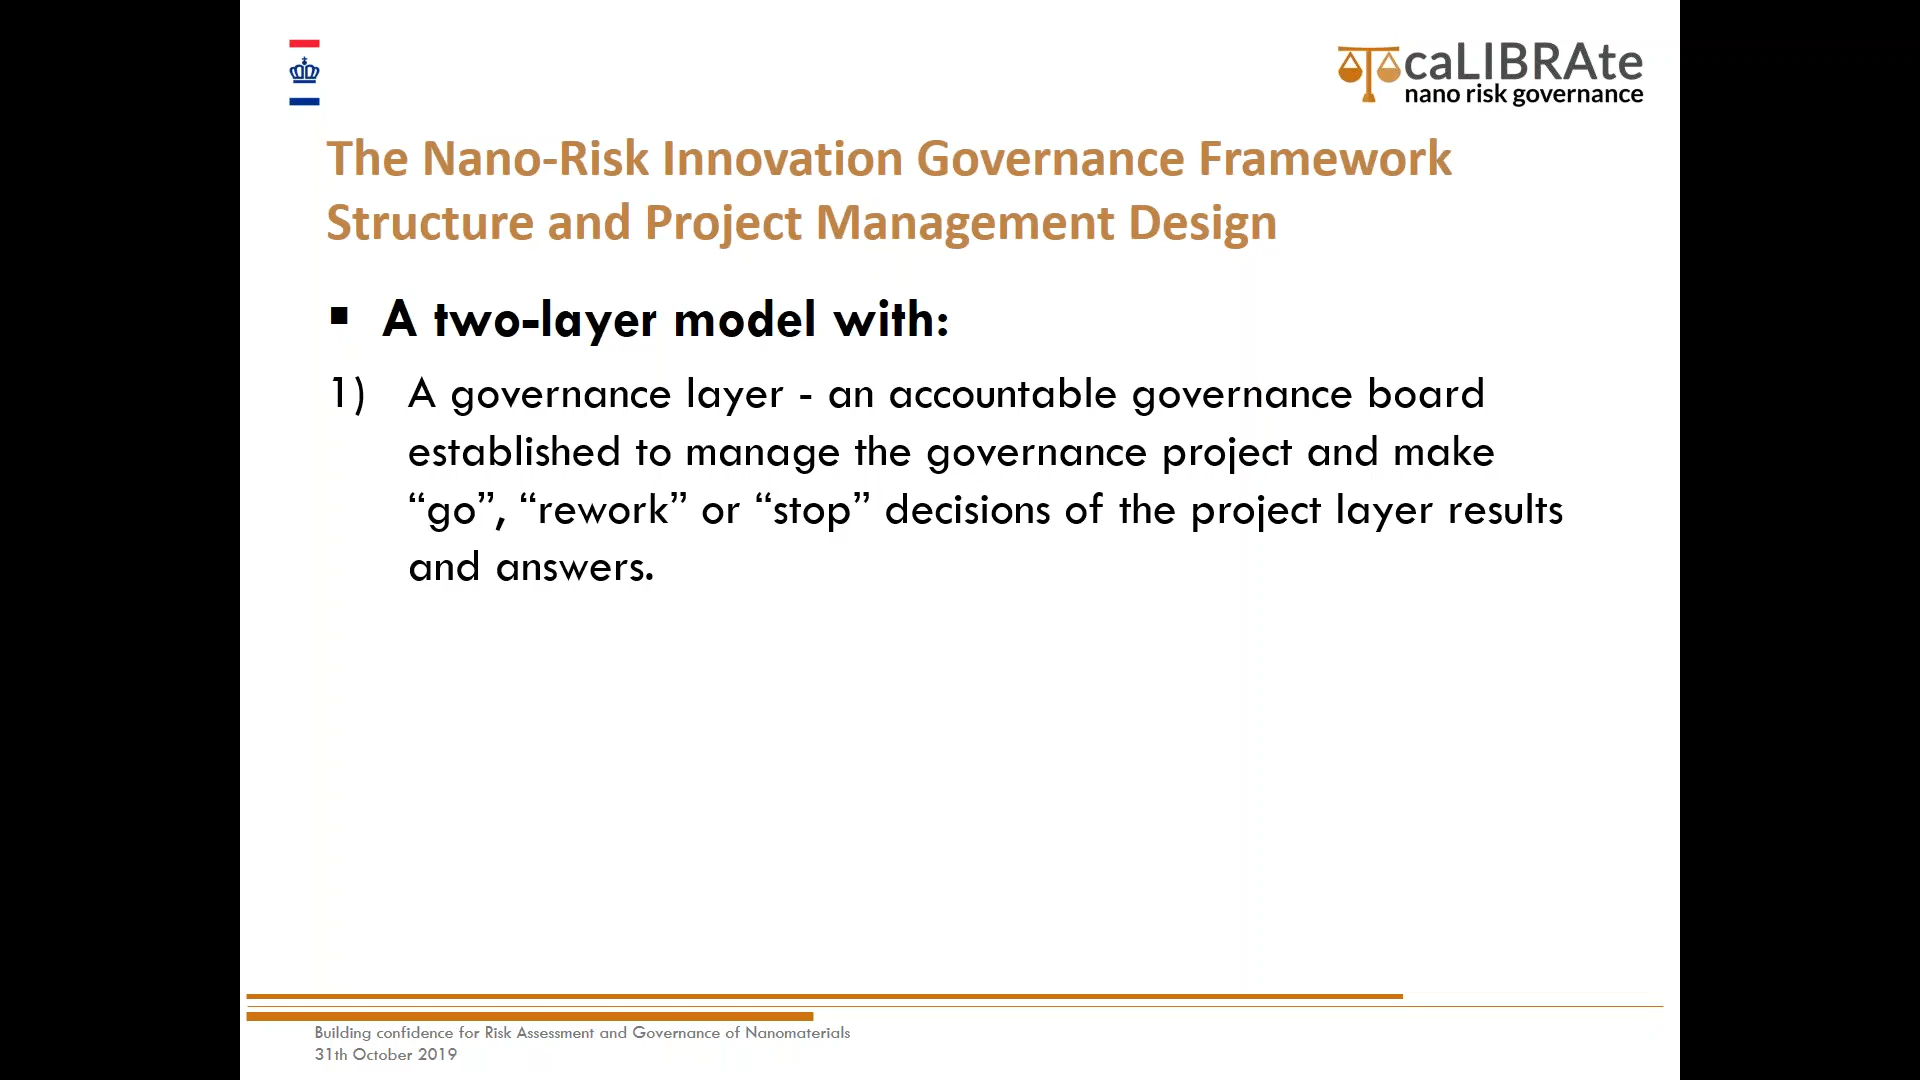 caLIBRAte
nano risk governance
The Nano-Risk Innovation Governance Framework
Structure and Project Management Design
▪ A two-layer model with:
1) A governance layer - an accountable governance board
established to manage the governance project and make
“go”, “rework” or “stop” decisions of the project layer results
and answers.
Building confidence for Risk Assessment and Governance of Nanomaterials
31th October 2019